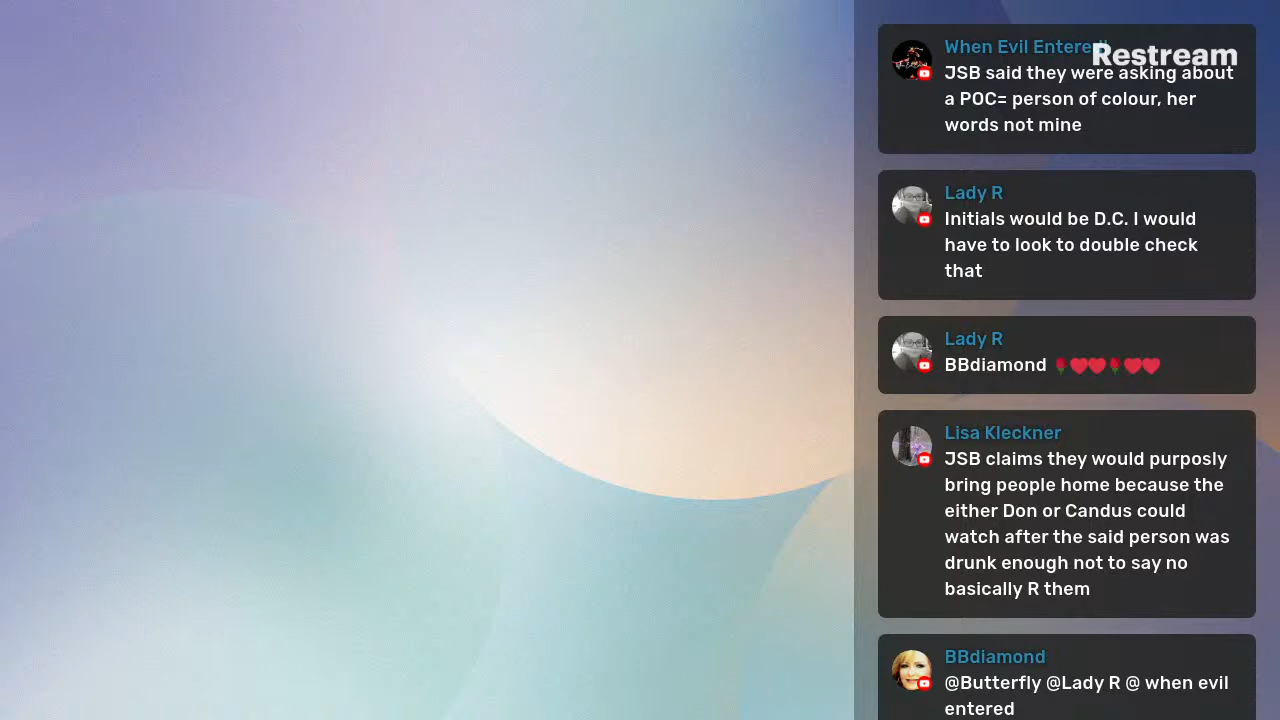 When Evil Entered!
Restream
JSB said they were asking about
a POC= person of colour, her
words not mine
Lady R
Initials would be D.C. I would
have to look to double check
that
Lady R
BBdiamond 🌹❤️❤️🌹❤️❤️
Lisa Kleckner
JSB claims they would purposly
bring people home because the
either Don or Candus could
watch after the said person was
drunk enough not to say no
basically R them
BBdiamond
@Butterfly @Lady R @ when evil
entered